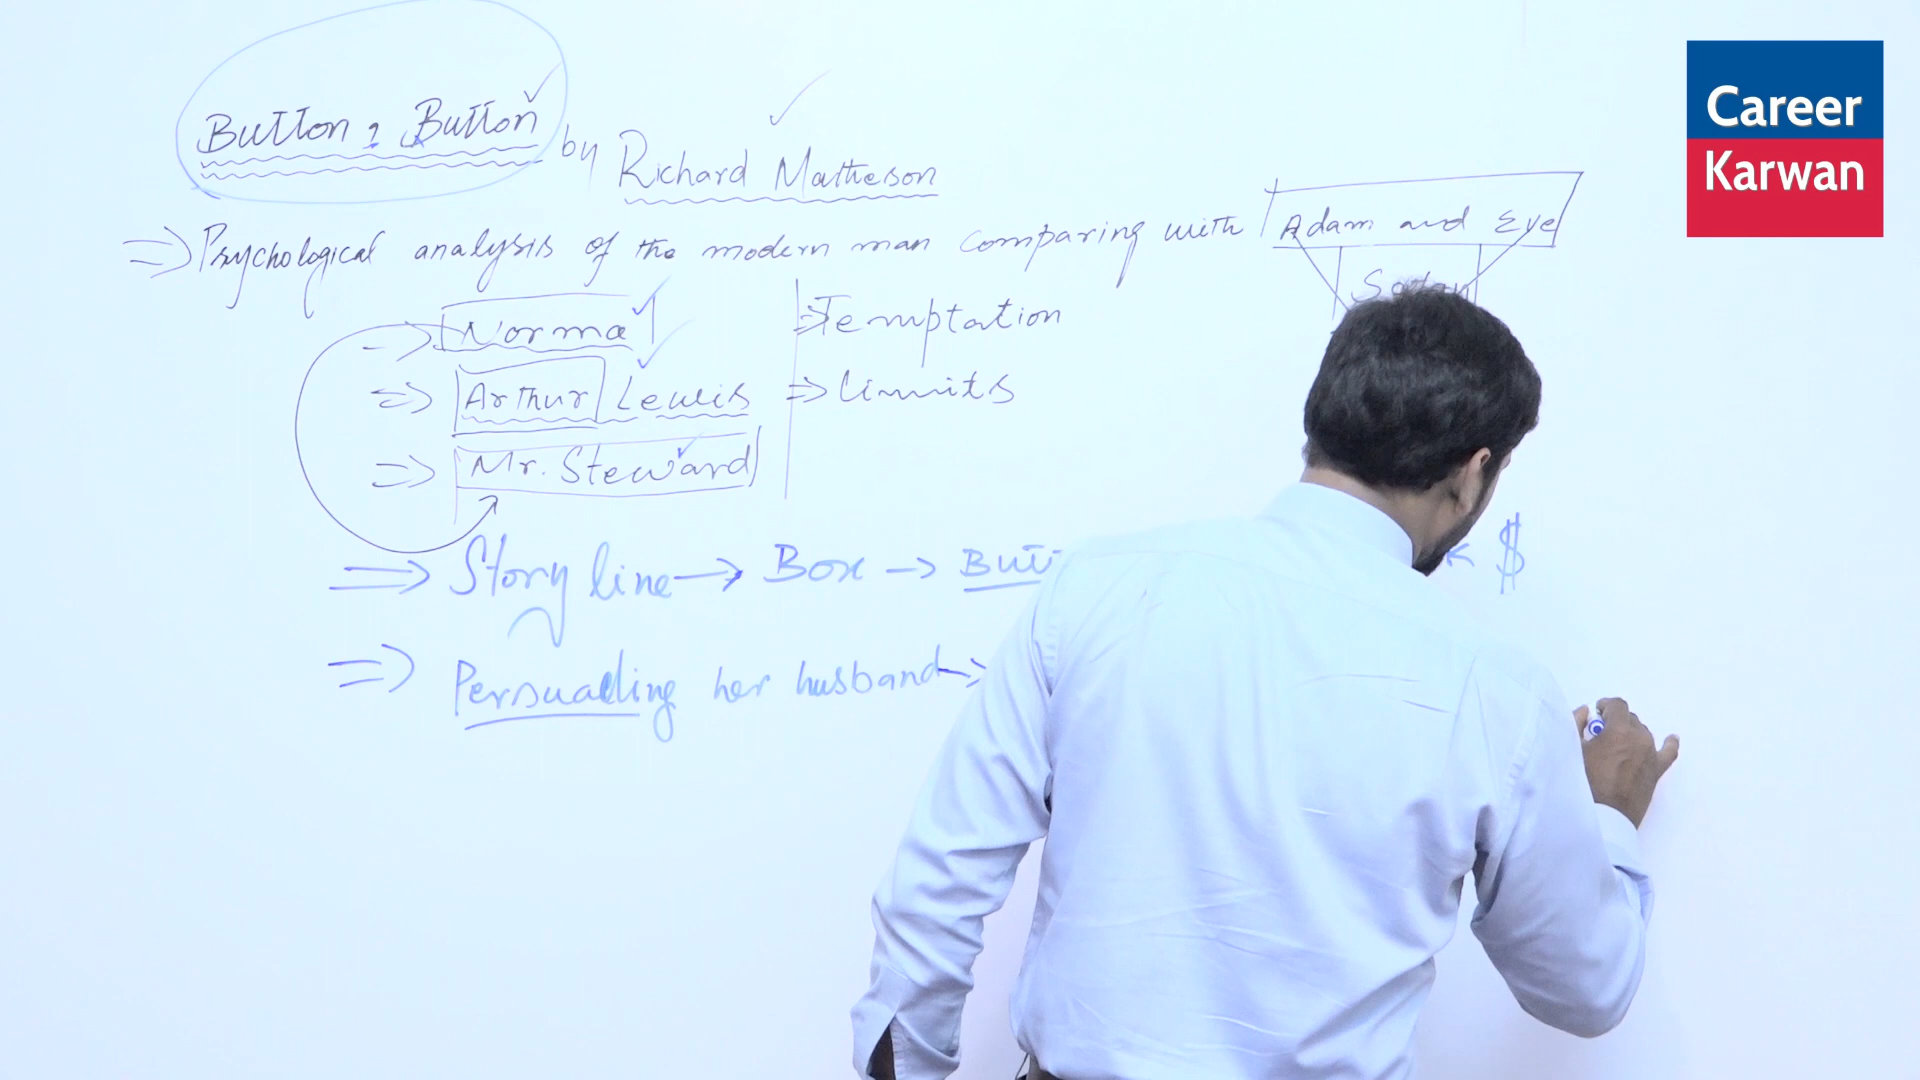 Career
Karwan
Button, Button
by Richard Matheson
=> Psychological analysis of the modern man comparing with Adam and Eve
=> Norma
=> Temptation
=> Arthur Lewis
=> limits
=> Mr. Steward
=> Story line -> Box ->
$
=> Persuading her husband ->